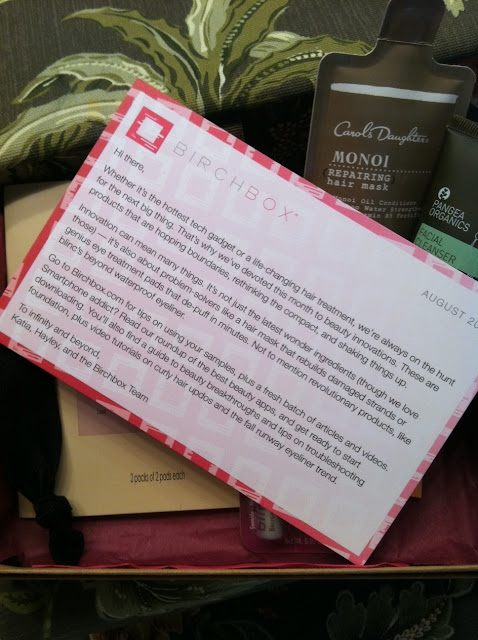 BIRCHBOX
AUGUST 20
Hi there,
Whether it's the hottest tech gadget or a life-changing hair treatment, we're always on the hunt
for the next big thing. That's why we've devoted this month to beauty innovations. These are
products that are hopping boundaries, rethinking the compact, and shaking things up.
Innovation can mean many things. It's not just the latest wonder ingredients (though we love
those) — it's also about problem-solvers like a hair mask that rebuilds damaged strands or
genius eye treatment pads that de-puff in minutes. Not to mention revolutionary products, like
blinc's beyond waterproof eyeliner.
Go to Birchbox.com for tips on using your samples, plus a fresh batch of articles and videos.
Smartphone addict? Read our roundup of the best beauty apps, and get ready to start
downloading. You'll also find a guide to beauty breakthroughs and tips on troubleshooting
foundation, plus video tutorials on curly hair updos and the fall runway eyeliner trend.
To infinity and beyond,
Katia, Hayley, and the Birchbox Team
Carol's Daughter
MONOI
REPAIRING
hair mask
Monoi Oil Condition
PANGEA
ORGANICS
FACIAL
CLEANSER
2 packs of 2 pads each